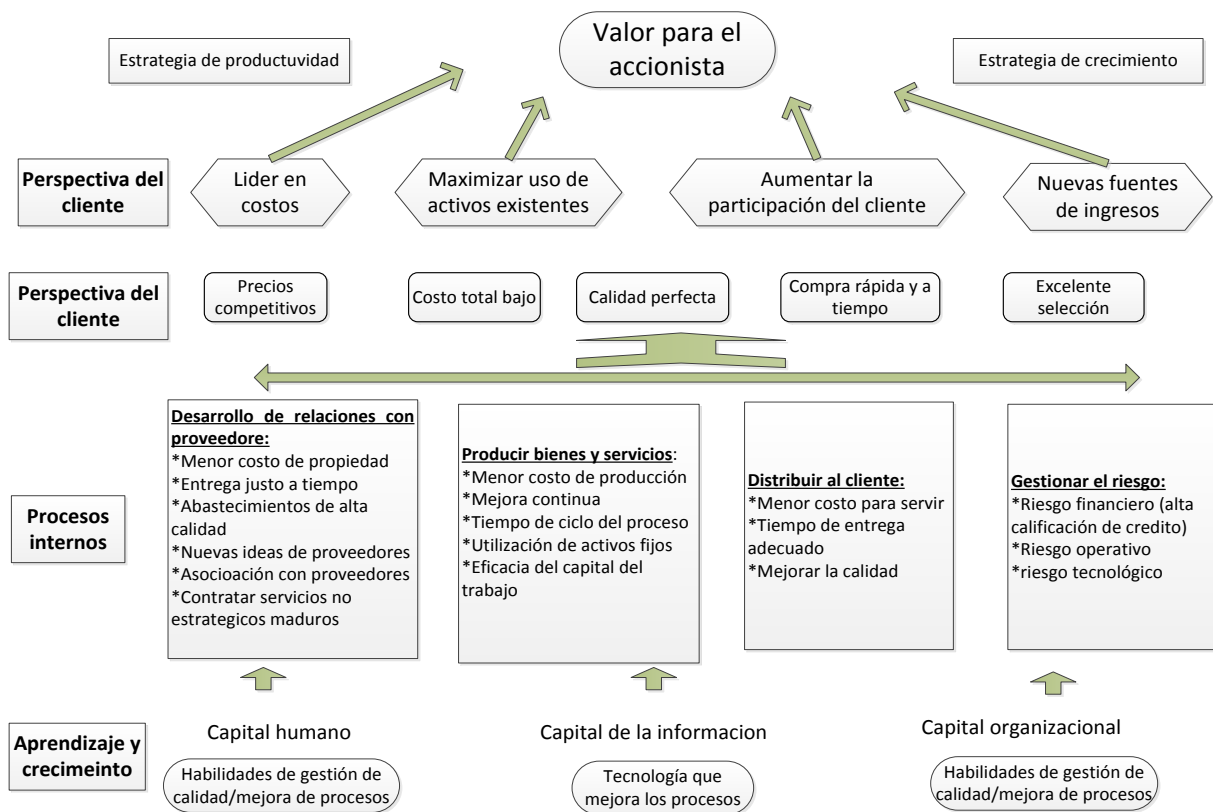 Valor para el
accionista
Estrategia de productuvidad
Estrategia de crecimiento
Perspectiva del
cliente
Lider en
costos
Maximizar uso de
activos existentes
Aumentar la
participación del cliente
Nuevas fuentes
de ingresos
Perspectiva del
cliente
Precios
competitivos
Costo total bajo
Calidad perfecta
Compra rápida y a
tiempo
Excelente
selección
Procesos
internos
Desarrollo de relaciones con
proveedore:
*Menor costo de propiedad
*Entrega justo a tiempo
*Abastecimientos de alta
calidad
*Nuevas ideas de proveedores
*Asocioación con proveedores
*Contratar servicios no
estrategicos maduros
Producir bienes y servicios:
*Menor costo de producción
*Mejora continua
*Tiempo de ciclo del proceso
*Utilización de activos fijos
*Eficacia del capital del
trabajo
Distribuir al cliente:
*Menor costo para servir
*Tiempo de entrega
adecuado
*Mejorar la calidad
Gestionar el riesgo:
*Riesgo financiero (alta
calificación de credito)
*Riesgo operativo
*riesgo tecnológico
Aprendizaje y
crecimeinto
Capital humano
Habilidades de gestión de
calidad/mejora de procesos
Capital de la informacion
Tecnología que
mejora los procesos
Capital organizacional
Habilidades de gestión de
calidad/mejora de procesos